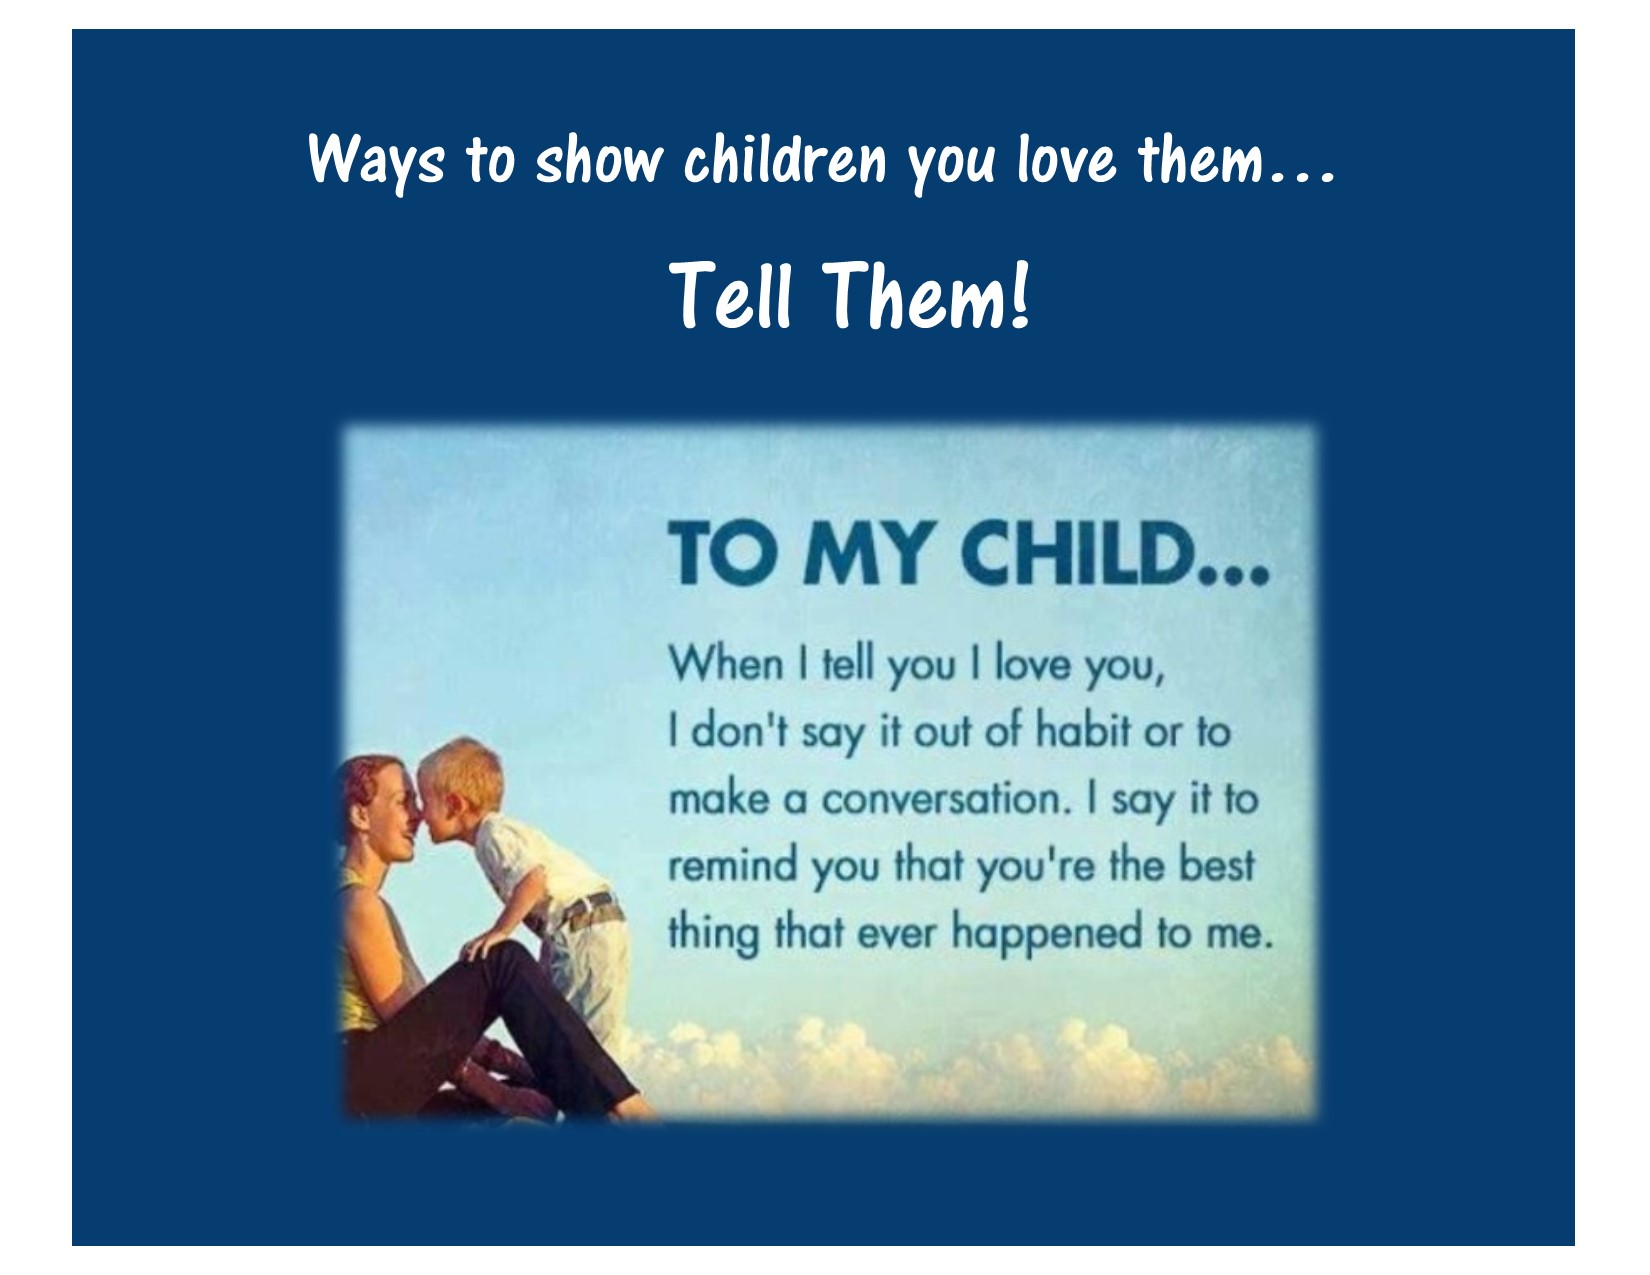 Ways to show children you love them...
Tell Them!
TO MY CHILD...
When I tell you I love you,
I don't say it out of habit or to
make a conversation. I say it to
remind you that you're the best
thing that ever happened to me.